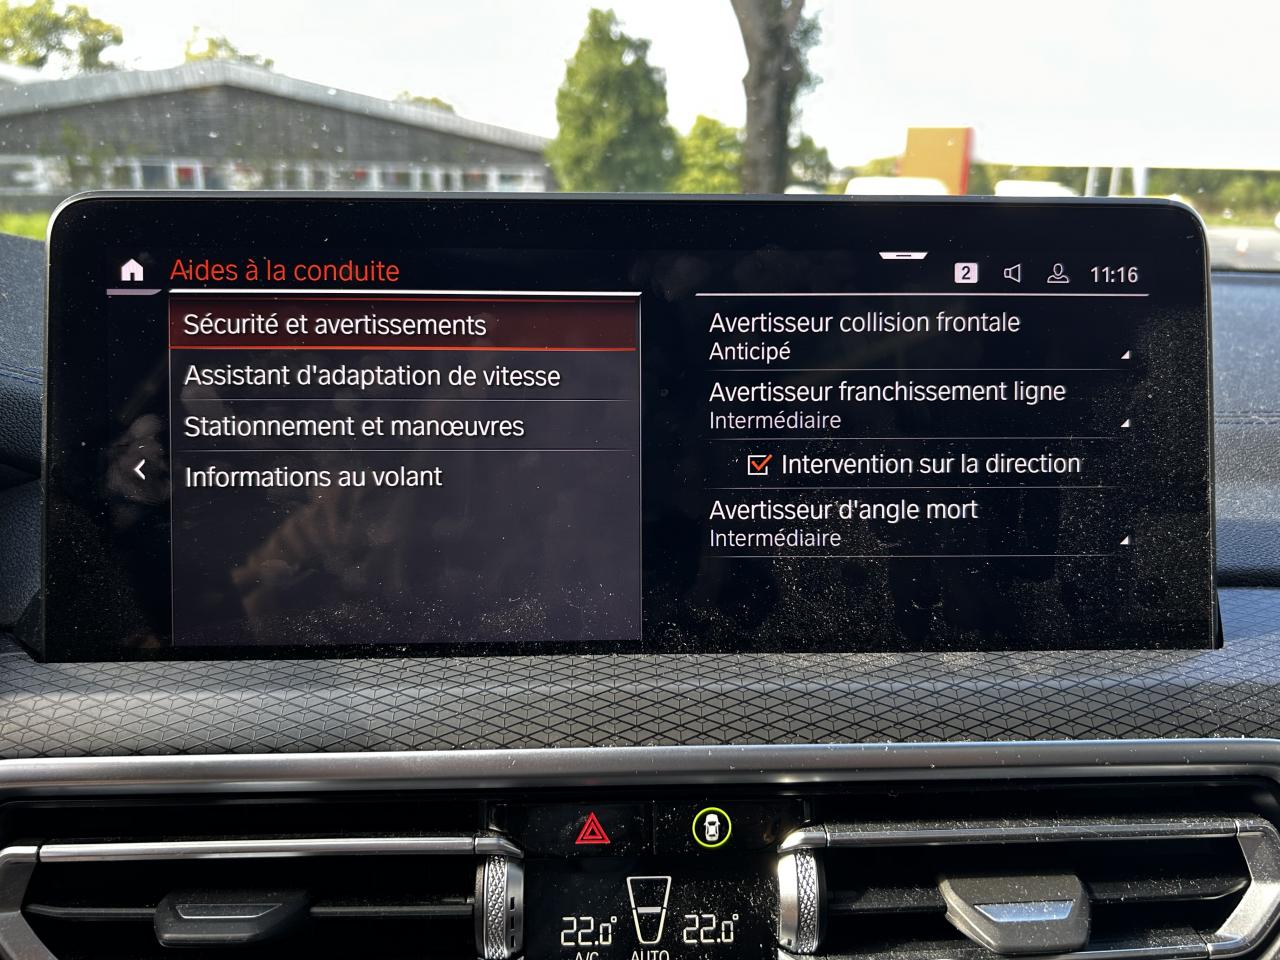 Aides à la conduite
2
11:16
Sécurité et avertissements
Assistant d'adaptation de vitesse
Stationnement et manœuvres
Informations au volant
Avertisseur collision frontale
Anticipé
Avertisseur franchissement ligne
Intermédiaire
Intervention sur la direction
Avertisseur d'angle mort
Intermédiaire
22.0°
22.0°
A/C
AUTO